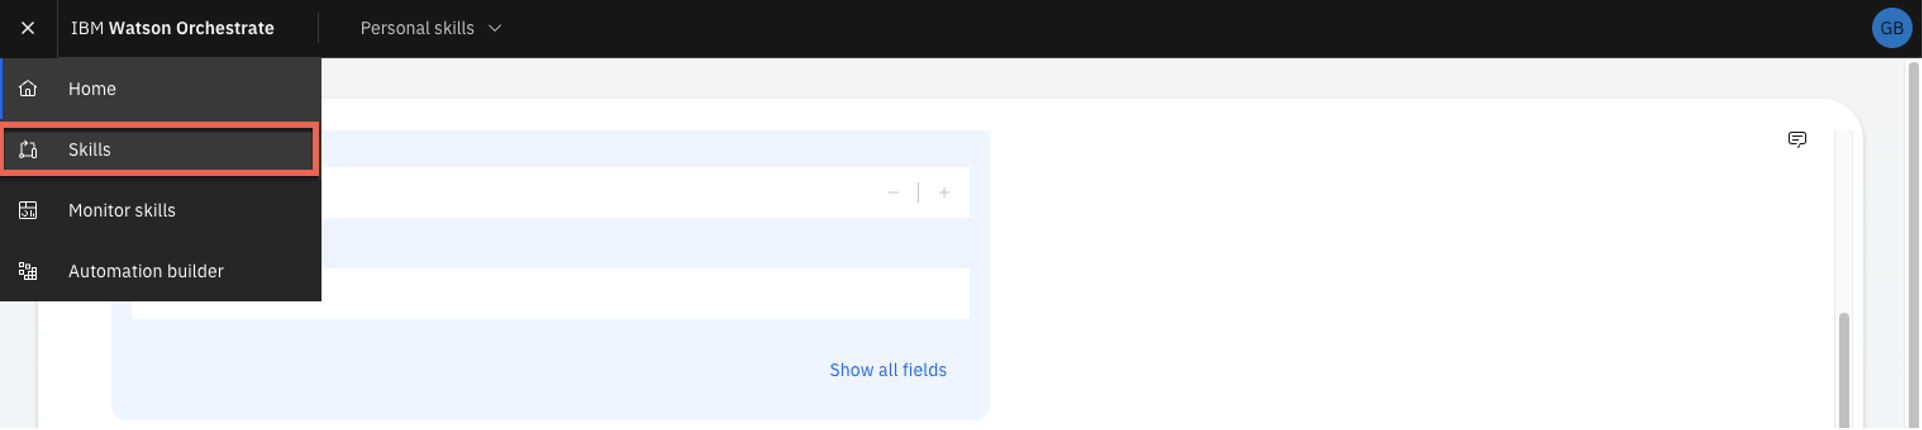 IBM Watson Orchestrate
Personal skills
GB
Home
Skills
Monitor skills
Automation builder
Show all fields